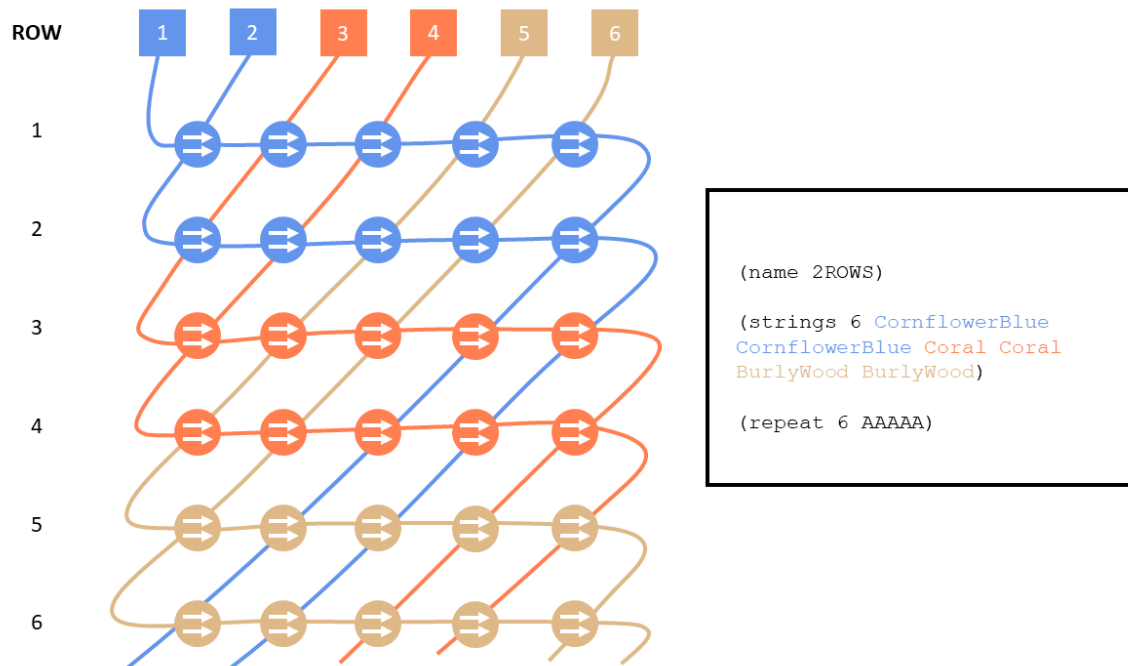 ROW 1 2 3 4 5 6
1
2
3
4
5
6
(name 2ROWS)
(strings 6 CornflowerBlue
CornflowerBlue Coral Coral
BurlyWood BurlyWood)
(repeat 6 AAAAA)